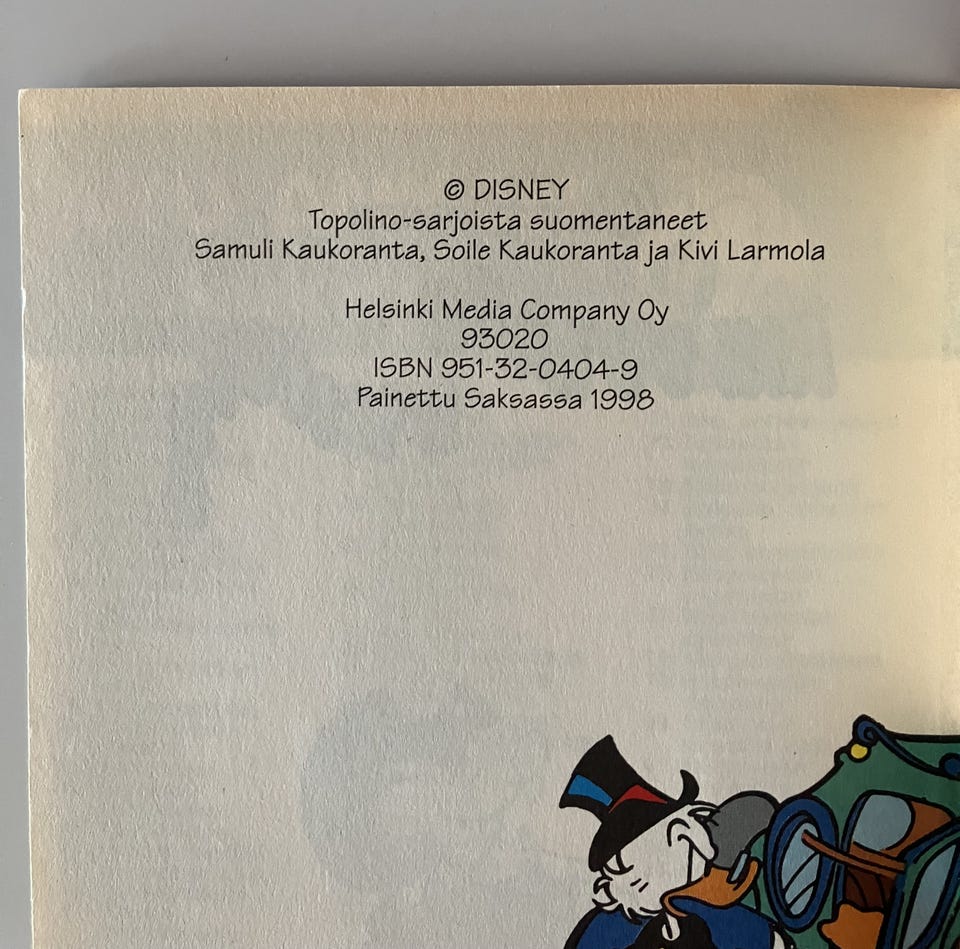 © DISNEY
Topolino-sarjoista suomentaneet
Samuli Kaukoranta, Soile Kaukoranta ja Kivi Larmola
Helsinki Media Company Oy
93020
ISBN 951-32-0404-9
Painettu Saksassa 1998